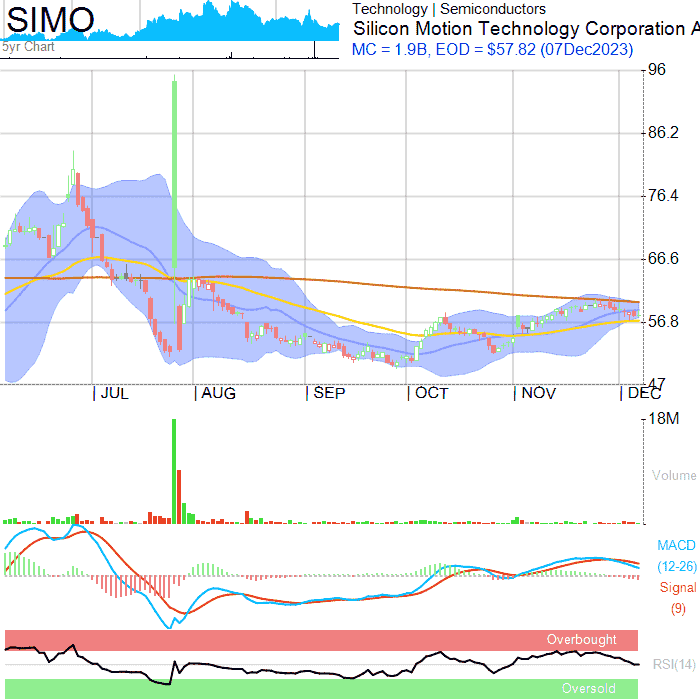 SIMO
5yr Chart
Technology | Semiconductors
Silicon Motion Technology Corporation A
MC = 1.9B, EOD = $57.82 (07Dec2023)
96
86.2
76.4
66.6
56.8
47
JUL
AUG
SEP
OCT
NOV
DEC
18M
Volume
MACD
(12-26)
Signal
(9)
Overbought
RSI(14)
Oversold